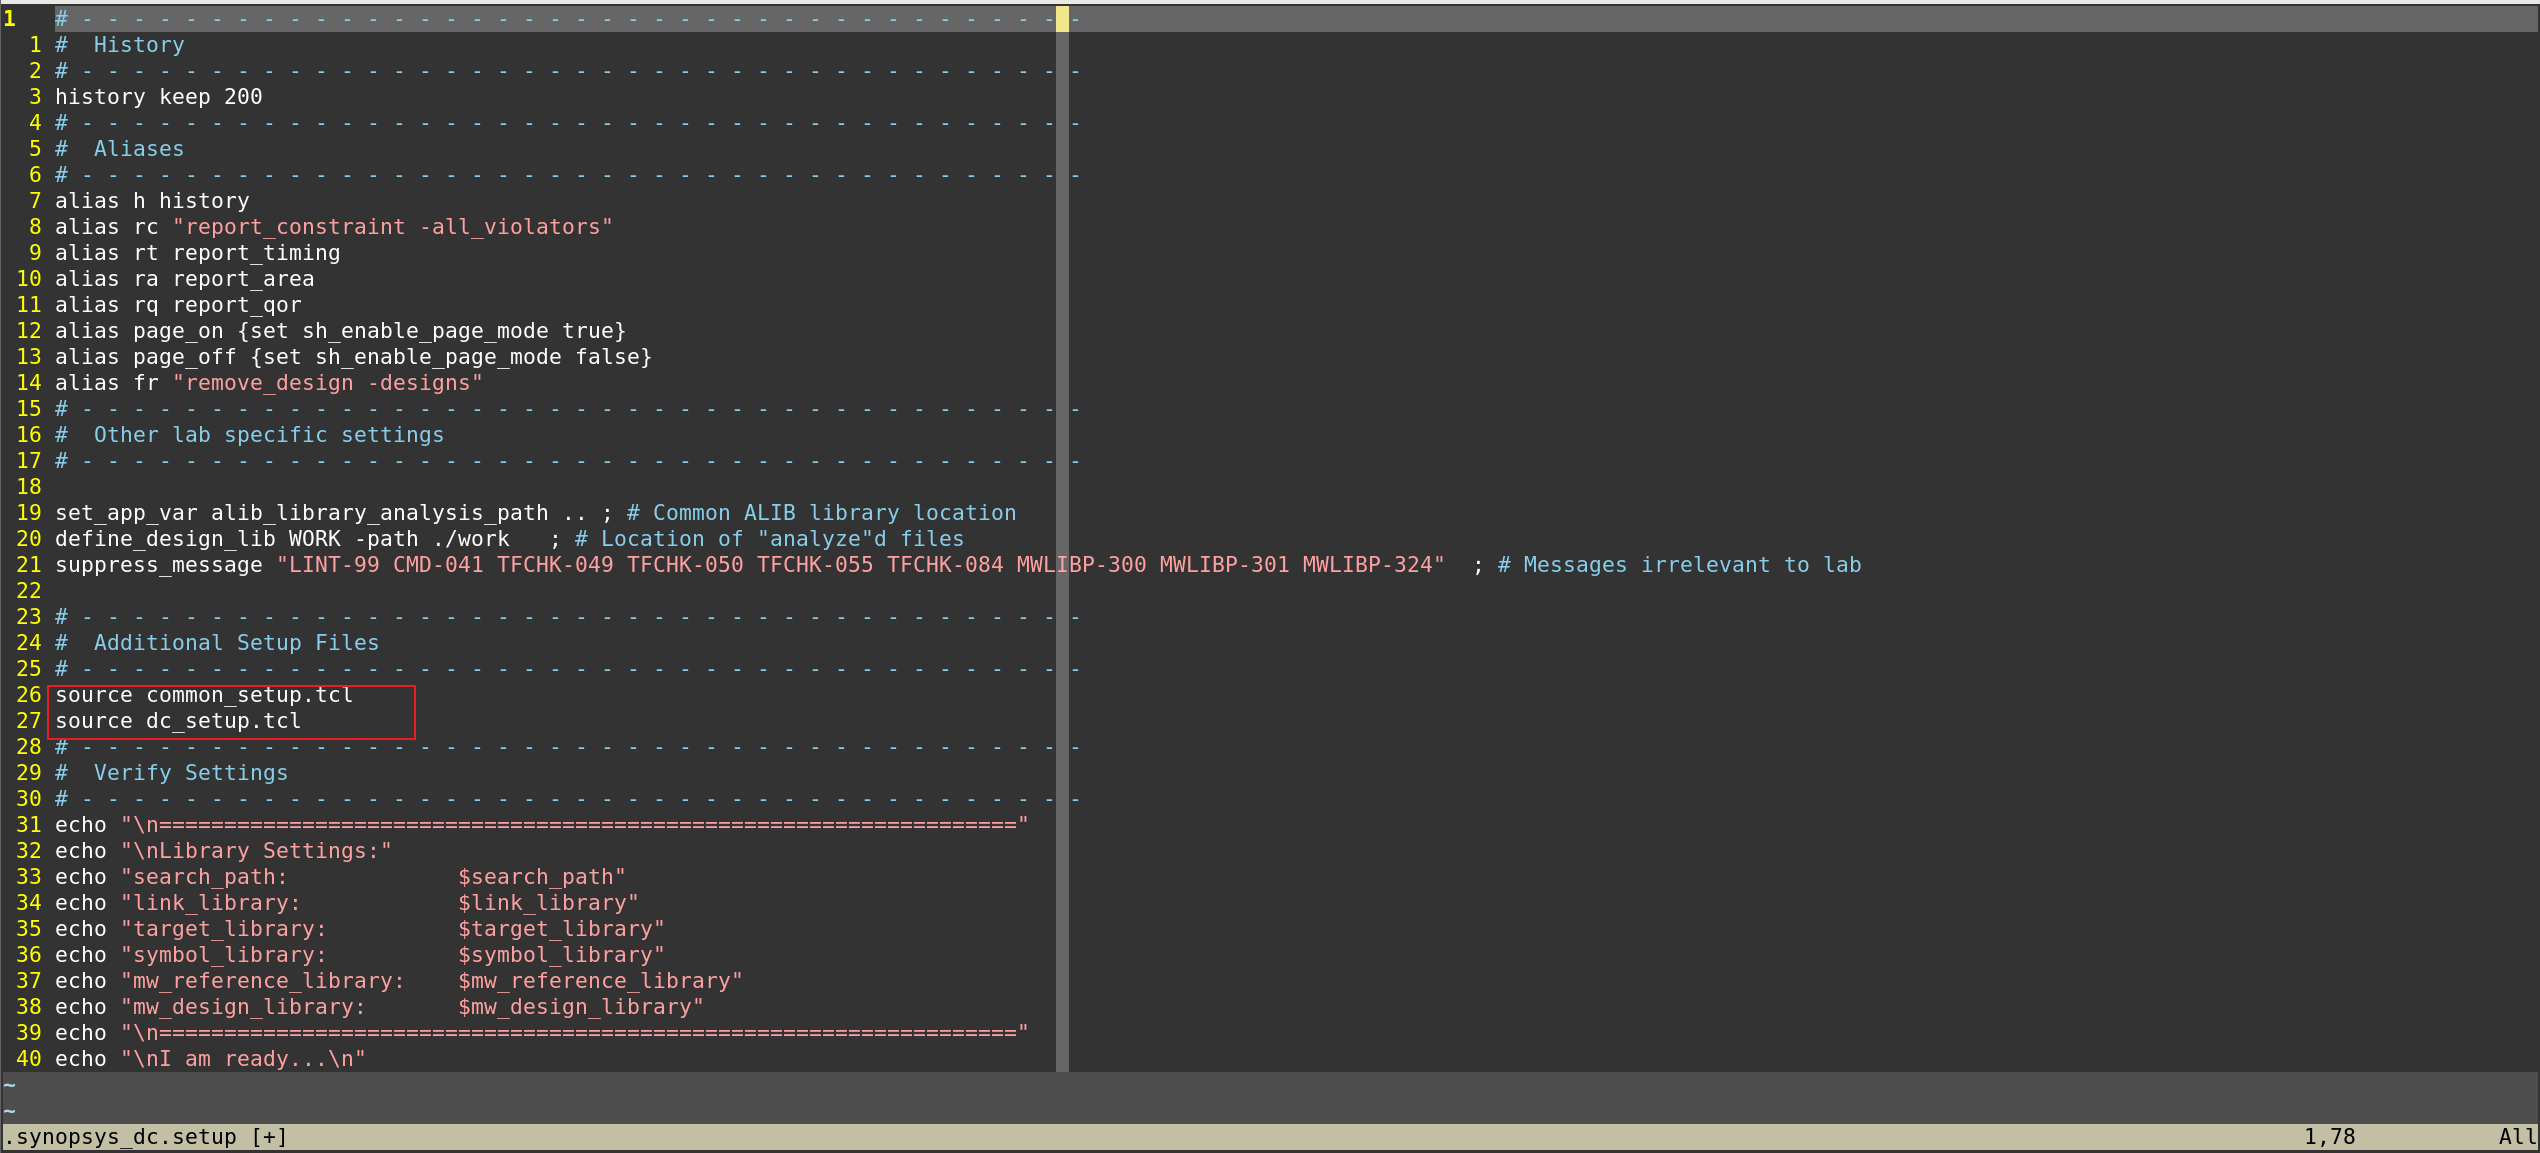 1   # - - - - - - - - - - - - - - - - - - - - - - - - - - - - - - - - - - - - - - -
  1 #  History
  2 # - - - - - - - - - - - - - - - - - - - - - - - - - - - - - - - - - - - - - - -
  3 history keep 200
  4 # - - - - - - - - - - - - - - - - - - - - - - - - - - - - - - - - - - - - - - -
  5 #  Aliases
  6 # - - - - - - - - - - - - - - - - - - - - - - - - - - - - - - - - - - - - - - -
  7 alias h history
  8 alias rc "report_constraint -all_violators"
  9 alias rt report_timing
 10 alias ra report_area
 11 alias rq report_qor
 12 alias page_on {set sh_enable_page_mode true}
 13 alias page_off {set sh_enable_page_mode false}
 14 alias fr "remove_design -designs"
 15 # - - - - - - - - - - - - - - - - - - - - - - - - - - - - - - - - - - - - - - -
 16 #  Other lab specific settings
 17 # - - - - - - - - - - - - - - - - - - - - - - - - - - - - - - - - - - - - - - -
 18
 19 set_app_var alib_library_analysis_path .. ; # Common ALIB library location
 20 define_design_lib WORK -path ./work   ; # Location of "analyze"d files
 21 suppress_message "LINT-99 CMD-041 TFCHK-049 TFCHK-050 TFCHK-055 TFCHK-084 MWLIBP-300 MWLIBP-301 MWLIBP-324"  ; # Messages irrelevant to lab
 22
 23 # - - - - - - - - - - - - - - - - - - - - - - - - - - - - - - - - - - - - - - -
 24 #  Additional Setup Files
 25 # - - - - - - - - - - - - - - - - - - - - - - - - - - - - - - - - - - - - - - -
 26 source common_setup.tcl
 27 source dc_setup.tcl
 28 # - - - - - - - - - - - - - - - - - - - - - - - - - - - - - - - - - - - - - - -
 29 #  Verify Settings
 30 # - - - - - - - - - - - - - - - - - - - - - - - - - - - - - - - - - - - - - - -
 31 echo "\n=================================================================="
 32 echo "\nLibrary Settings:"
 33 echo "search_path:             $search_path"
 34 echo "link_library:            $link_library"
 35 echo "target_library:          $target_library"
 36 echo "symbol_library:          $symbol_library"
 37 echo "mw_reference_library:    $mw_reference_library"
 38 echo "mw_design_library:       $mw_design_library"
 39 echo "\n=================================================================="
 40 echo "\nI am ready...\n"
~
~
.synopsys_dc.setup [+] 1,78 All